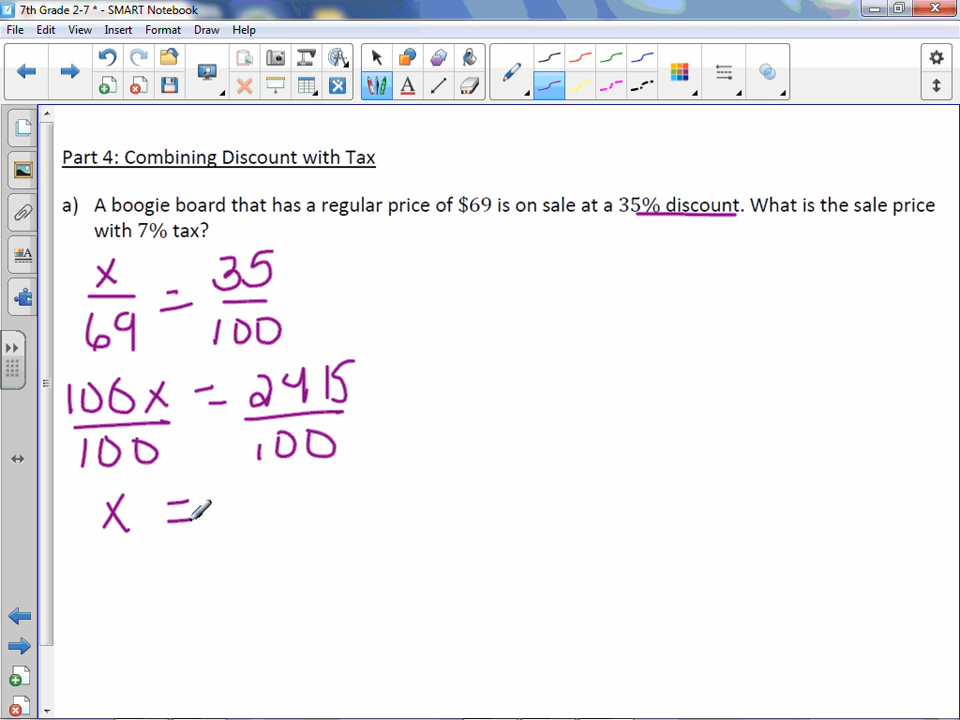 7th Grade 2-7 * - SMART Notebook
File Edit View Insert Format Draw Help
Part 4: Combining Discount with Tax
a) A boogie board that has a regular price of $69 is on sale at a 35% discount. What is the sale price
with 7% tax?
x/69 = 35/100
100x/100 = 2415/100
x =